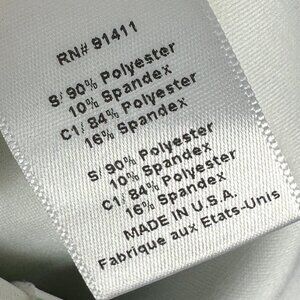 RN# 91411
S/ 90% Polyester
10% Spandex
C1/ 84% Polyester
16% Spandex
S/ 90% Polyester
10% Spandex
C1/ 84% Polyester
16% Spandex
MADE IN U.S.A.
Fabrique aux Etats-Unis